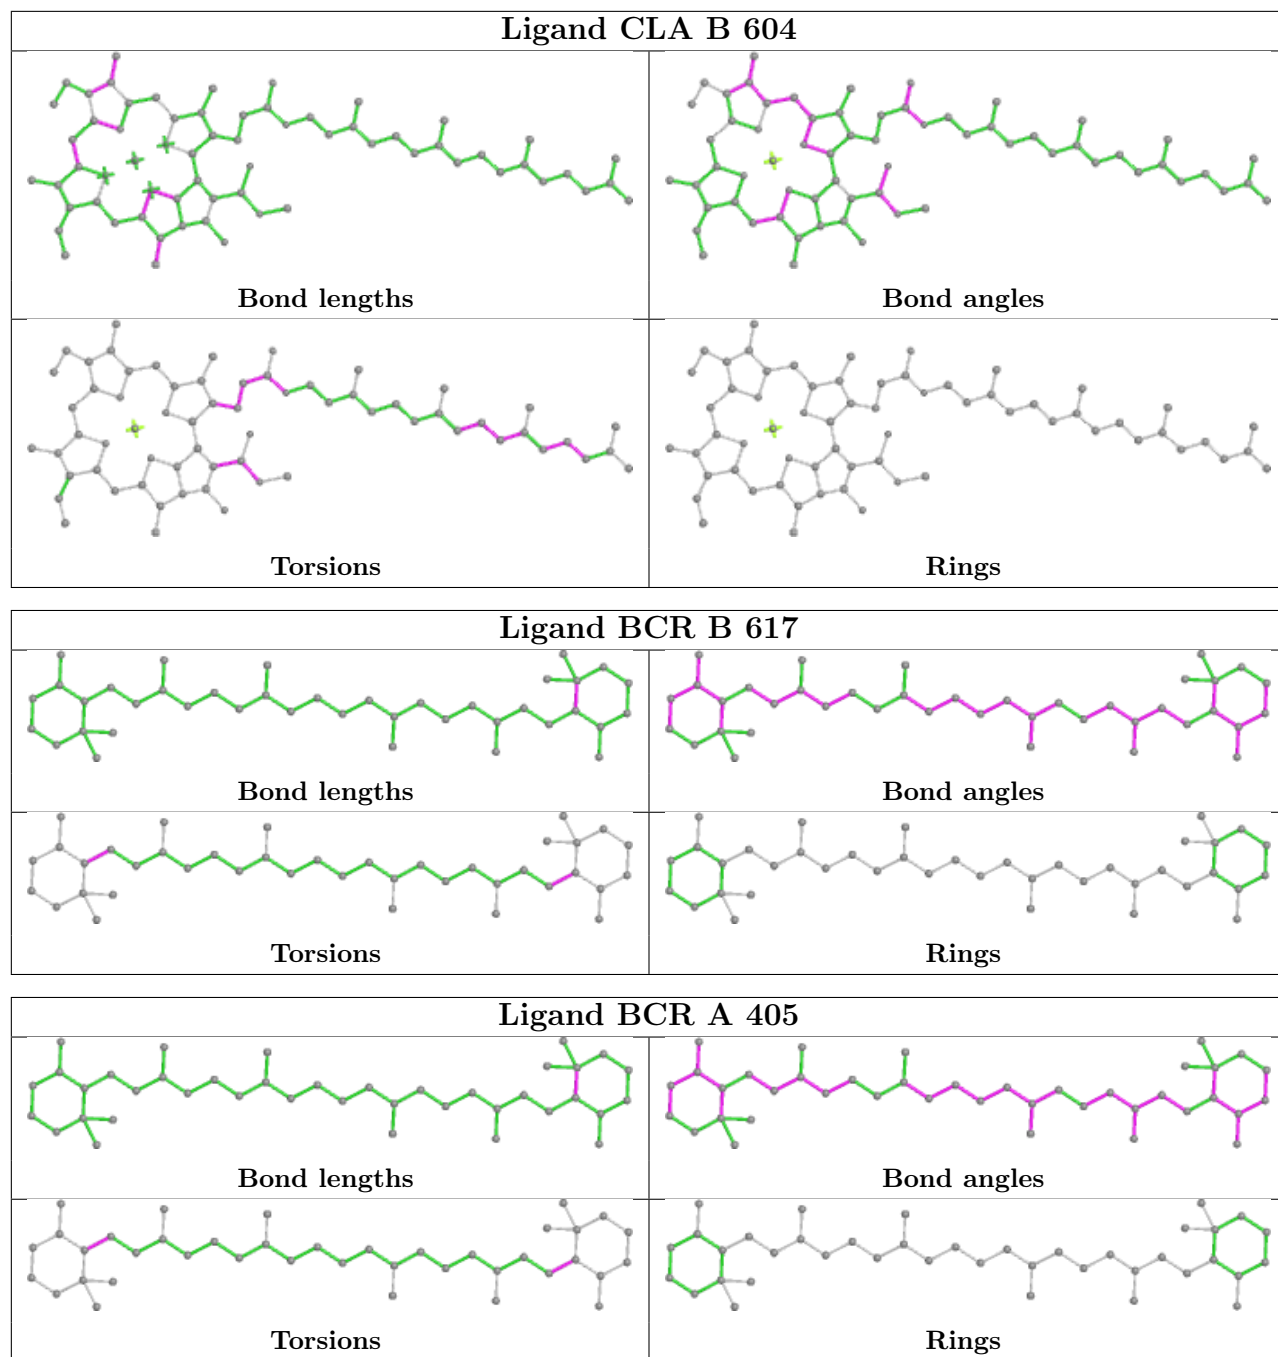 Ligand CLA B 604
Bond lengths
Bond angles
Torsions
Rings
Ligand BCR B 617
Bond lengths
Bond angles
Torsions
Rings
Ligand BCR A 405
Bond lengths
Bond angles
Torsions
Rings